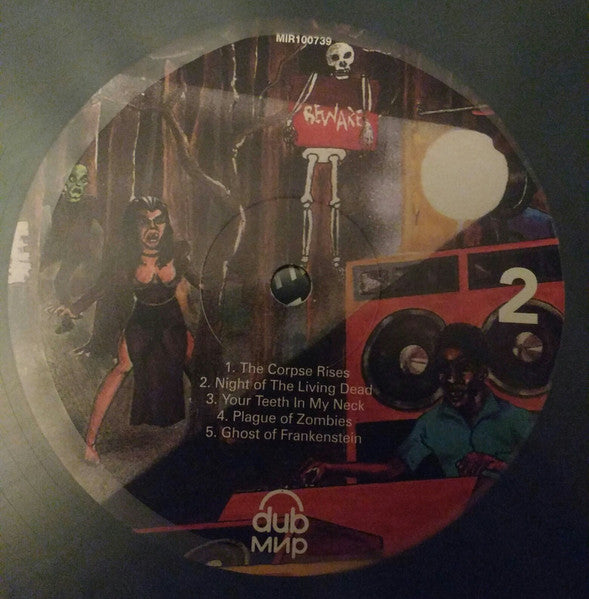 MIR100739
BEWARE
2
1. The Corpse Rises
2. Night of The Living Dead
3. Your Teeth In My Neck
4. Plague of Zombies
5. Ghost of Frankenstein
dub
мир